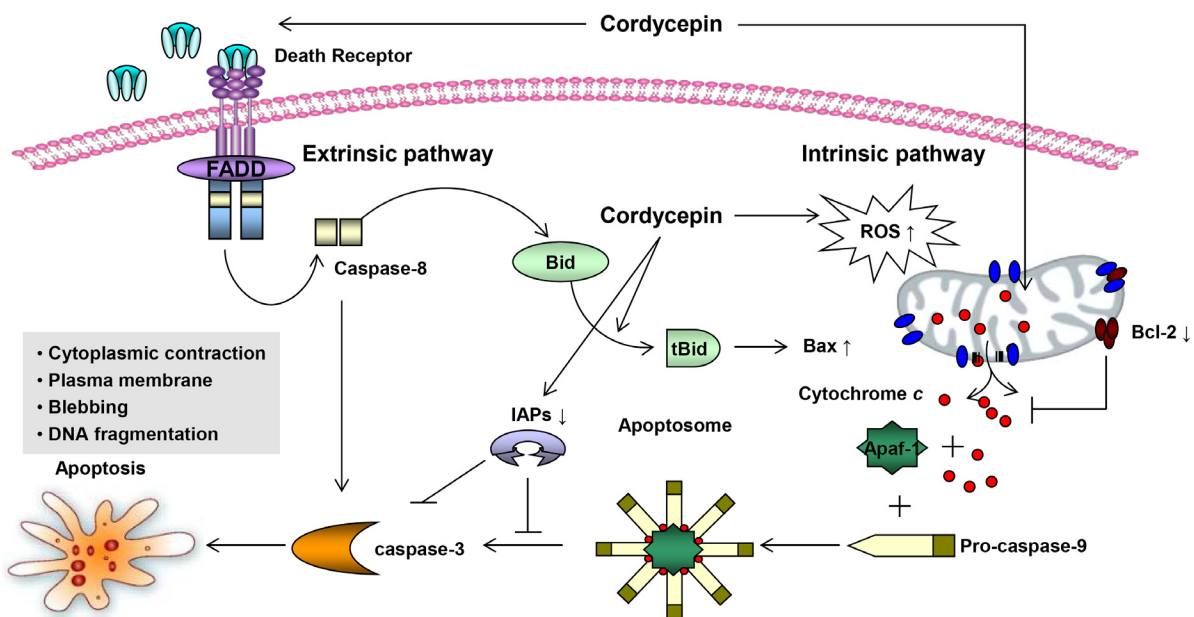 Cordycepin
Death Receptor
Extrinsic pathway
Intrinsic pathway
FADD
Cordycepin
ROS ↑
Caspase-8
Bid
• Cytoplasmic contraction
• Plasma membrane
• Blebbing
• DNA fragmentation
tBid
Bax ↑
Bcl-2 ↓
Cytochrome c
IAPs ↓
Apoptosome
Apaf-1
+
Apoptosis
+
caspase-3
Pro-caspase-9